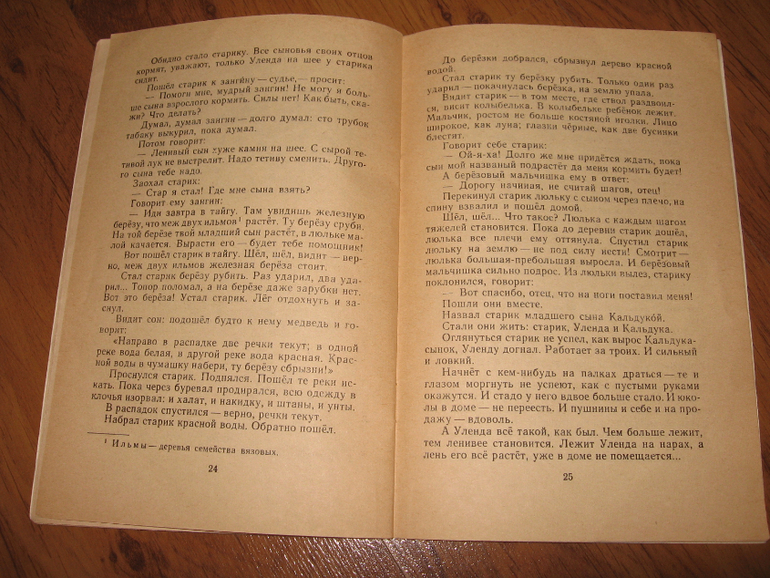 Обидно стало старику. Все сыновья своих отцов
кормят, уважают, только Уленда на шее у старика
сидит.
Пошёл старик к зангину — судье, — просит:
— Помоги мне, мудрый зангин! Не могу я боль-
ше сына взрослого кормить. Силы нет! Как быть, ска-
жи? Что делать?
Думал, думал зангин — долго думал: сто трубок
табаку выкурил, пока думал.
Потом говорит:
— Ленивый сын хуже камня на шее. С сырой те-
тивой лук не выстрелит. Надо тетиву сменить. Друго-
го сына тебе надо.
Заохал старик:
— Стар я стал! Где мне сына взять?
Говорит ему зангин:
— Иди завтра в тайгу. Там увидишь железную
берёзу, что меж двух ильмов¹ растёт. Ту берёзу сруби.
На той берёзе твой младший сын растёт, в люльке ма-
лой качается. Вырасти его — будет тебе помощник!
Вот пошёл старик в тайгу. Шёл, шёл, видит — вер-
но, меж двух ильмов железная берёза стоит.
Стал старик берёзу рубить. Раз ударил, два уда-
рил... Топор поломал, а на берёзе даже зарубки нет.
Вот это берёза! Устал старик. Лёг отдохнуть и за-
снул.
Видит сон: подошёл будто к нему медведь и го-
ворит:
«Направо в распадке две речки текут; в одной
реке вода белая, в другой реке вода красная. Крас-
ной воды в чумашку набери, ту берёзу сбрызни!»
Проснулся старик. Поднялся. Пошёл те реки ис-
кать. Пока через буревал продирался, всю одежду в
клочья изорвал: и халат, и накидку, и штаны, и унты.
В распадок спустился — верно, речки текут.
Набрал старик красной воды. Обратно пошёл.
¹ Ильмы — деревья семейства вязовых.
24
До берёзки добрался, сбрызнул дерево красной
водой.
Стал старик ту берёзку рубить. Только один раз
ударил — покачнулась берёзка, на землю упала.
Видит старик — в том месте, где ствол раздвоил-
ся, висит колыбелька. В колыбельке ребёнок лежит.
Мальчик, ростом не больше костяной иголки. Лицо
широкое, как луна; глазки чёрные, как две бусинки
блестят.
Говорит себе старик:
— Ой-я-ха! Долго же мне придётся ждать, пока
сын мой названый подрастёт да меня кормить будет!
А берёзовый мальчишка ему в ответ:
— Дорогу начиная, не считай шагов, отец!
Перекинул старик люльку с сыном через плечо, на
спину взвалил и пошёл домой.
Шёл, шёл... Что такое? Люлька с каждым шагом
тяжелей становится. Пока до деревни старик дошёл,
люлька все плечи ему оттянула. Спустил старик
люльку на землю — не под силу нести! Смотрит —
люлька большая-пребольшая выросла. И берёзовый
мальчишка сильно подрос. Из люльки вылез, старику
поклонился, говорит:
— Вот спасибо, отец, что на ноги поставил меня!
Пошли они вместе.
Назвал старик младшего сына Кальдукой.
Стали они жить: старик, Уленда и Кальдука.
Оглянуться старик не успел, как вырос Кальдука-
сынок, Уленду догнал. Работает за троих. И сильный
и ловкий.
Начнёт с кем-нибудь на палках драться — те и
глазом моргнуть не успеют, как с пустыми руками
окажутся. И стадо у него вдвое больше стало. И юко-
лы в доме — не переесть. И пушнины и себе и на про-
дажу — вдоволь.
А Уленда всё такой, как был. Чем больше лежит,
тем ленивее становится. Лежит Уленда на нарах, а
лень его всё растёт, уже в доме не помещается...
25